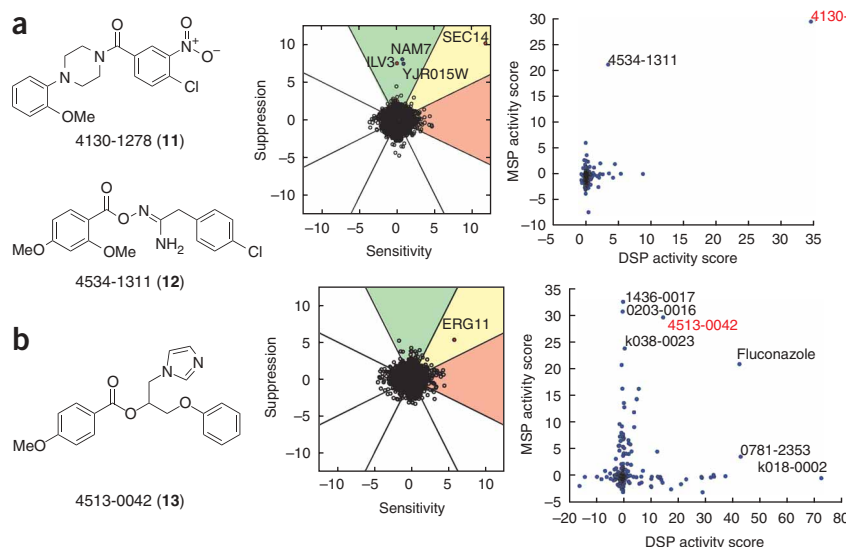 a
O
O
N+
O−
N
N
Cl
OMe
4130-1278 (11)
O
O
N
NH2
MeO
OMe
Cl
4534-1311 (12)
Suppression
10
5
0
−5
−10
−10
−5
0
5
10
Sensitivity
SEC14
NAM7
ILV3
YJR015W
MSP activity score
30
25
20
15
10
5
0
−5
−10
−5
0
5
10
15
20
25
30
35
DSP activity score
4130-
4534-1311
b
N
N
O
O
O
MeO
4513-0042 (13)
Suppression
10
5
0
−5
−10
−10
−5
0
5
10
Sensitivity
ERG11
MSP activity score
35
30
25
20
15
10
5
0
−5
−20
−10
0
10
20
30
40
50
60
70
80
DSP activity score
1436-0017
0203-0016
4513-0042
k038-0023
Fluconazole
0781-2353
k018-0002